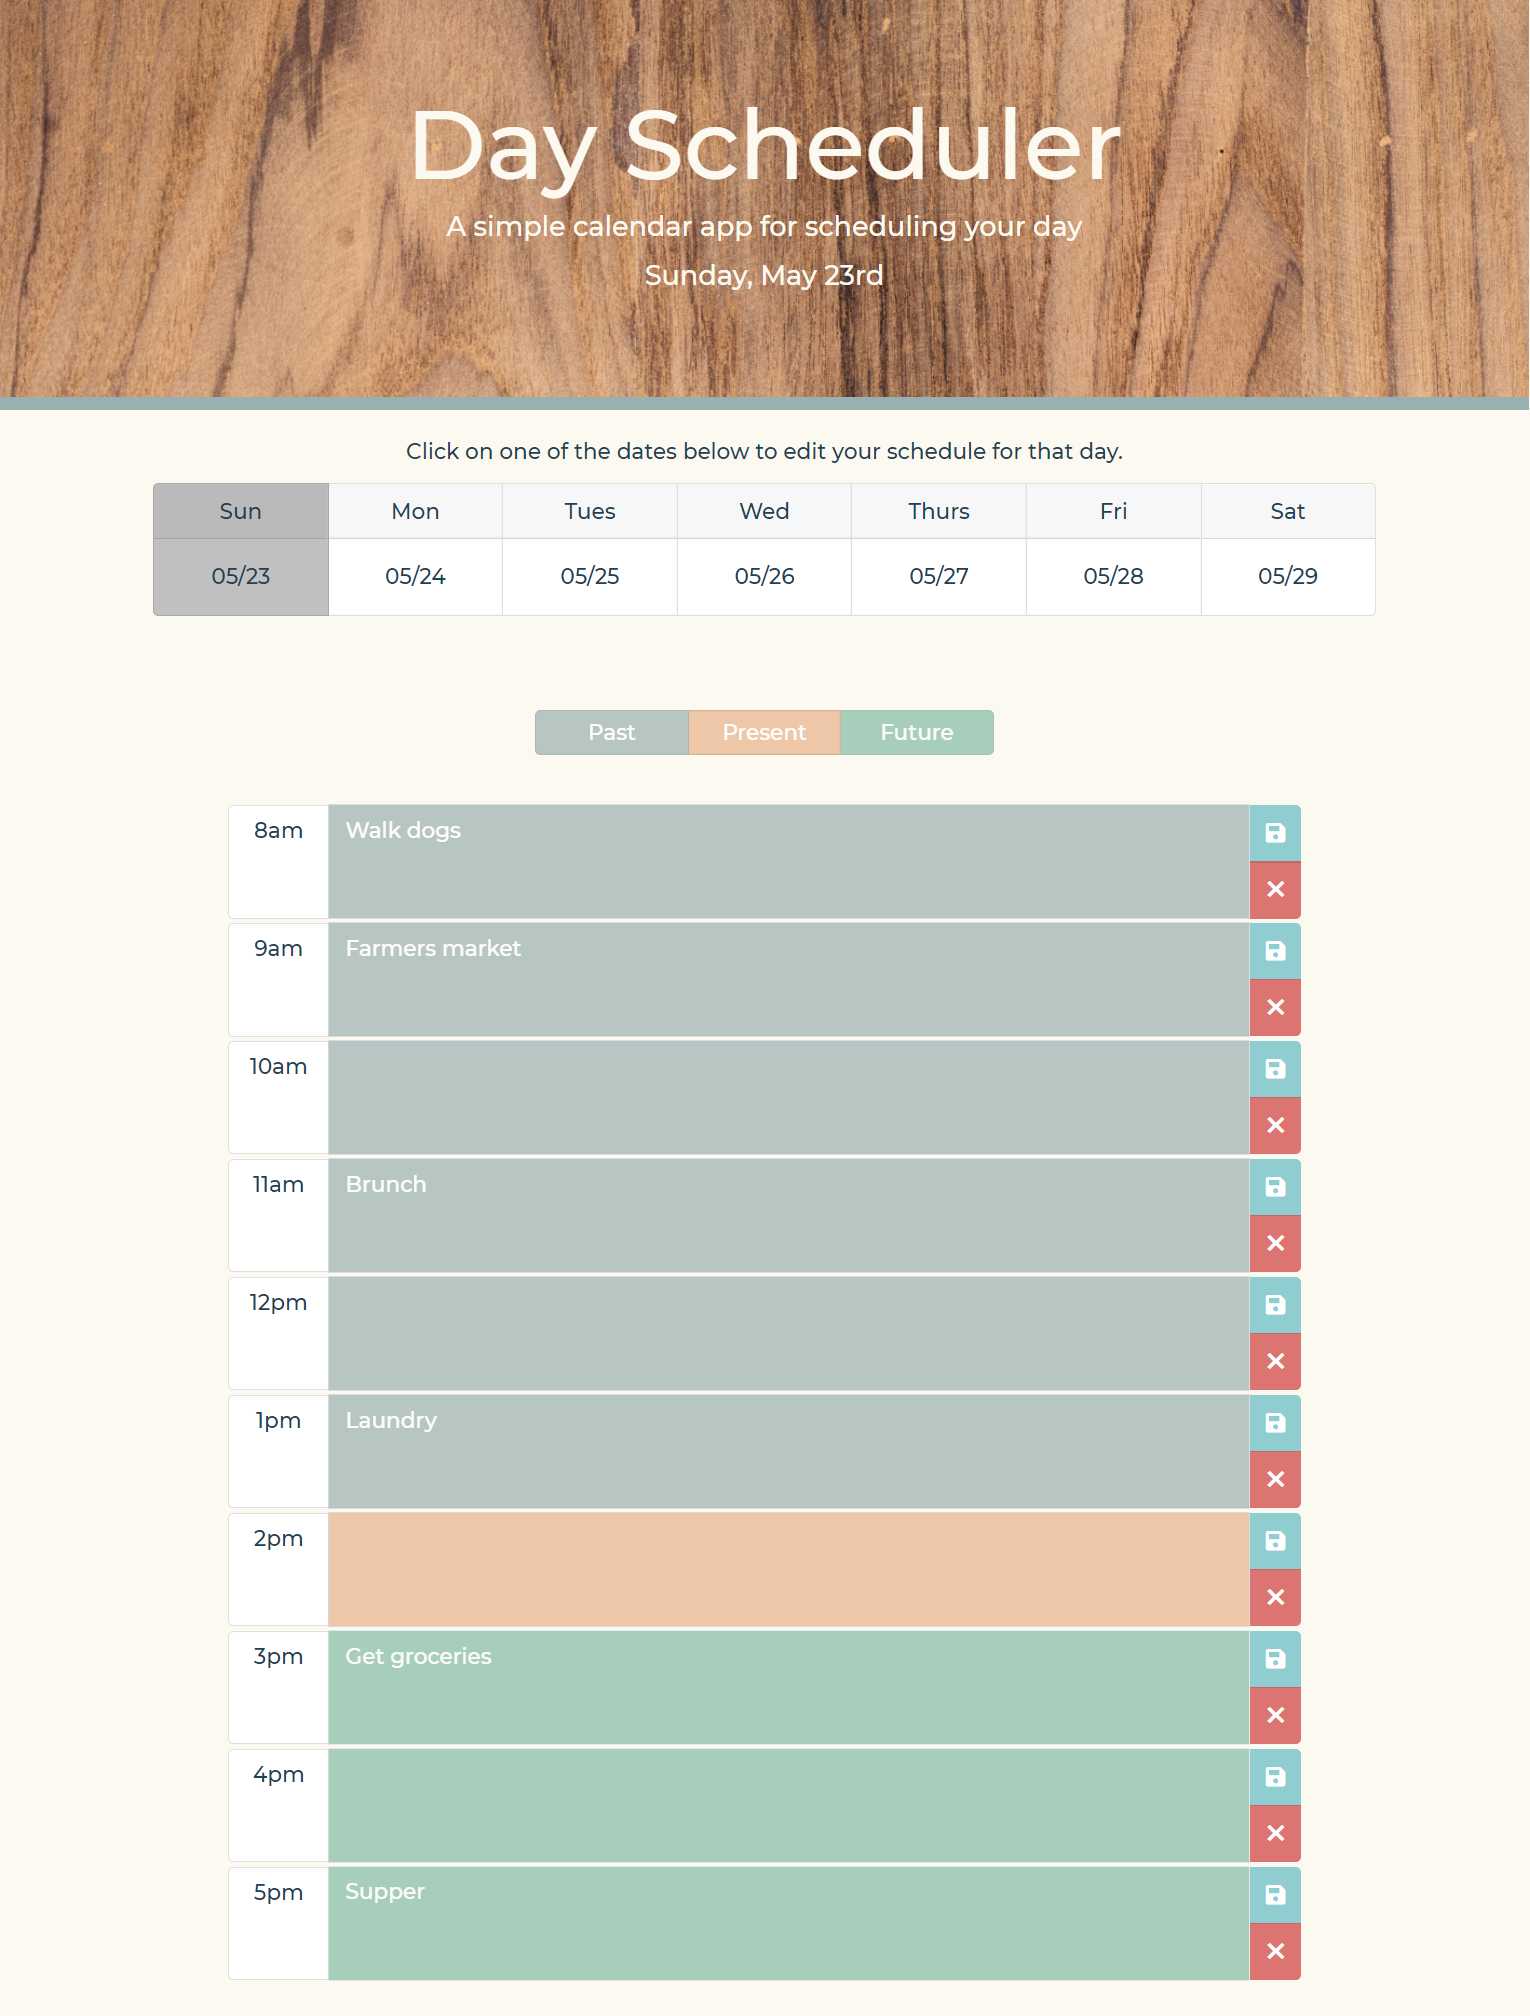 Day Scheduler
A simple calendar app for scheduling your day
Sunday, May 23rd
Click on one of the dates below to edit your schedule for that day.
Sun Mon Tues Wed Thurs Fri Sat
05/23 05/24 05/25 05/26 05/27 05/28 05/29
Past Present Future
8am Walk dogs
9am Farmers market
10am
11am Brunch
12pm
1pm Laundry
2pm
3pm Get groceries
4pm
5pm Supper